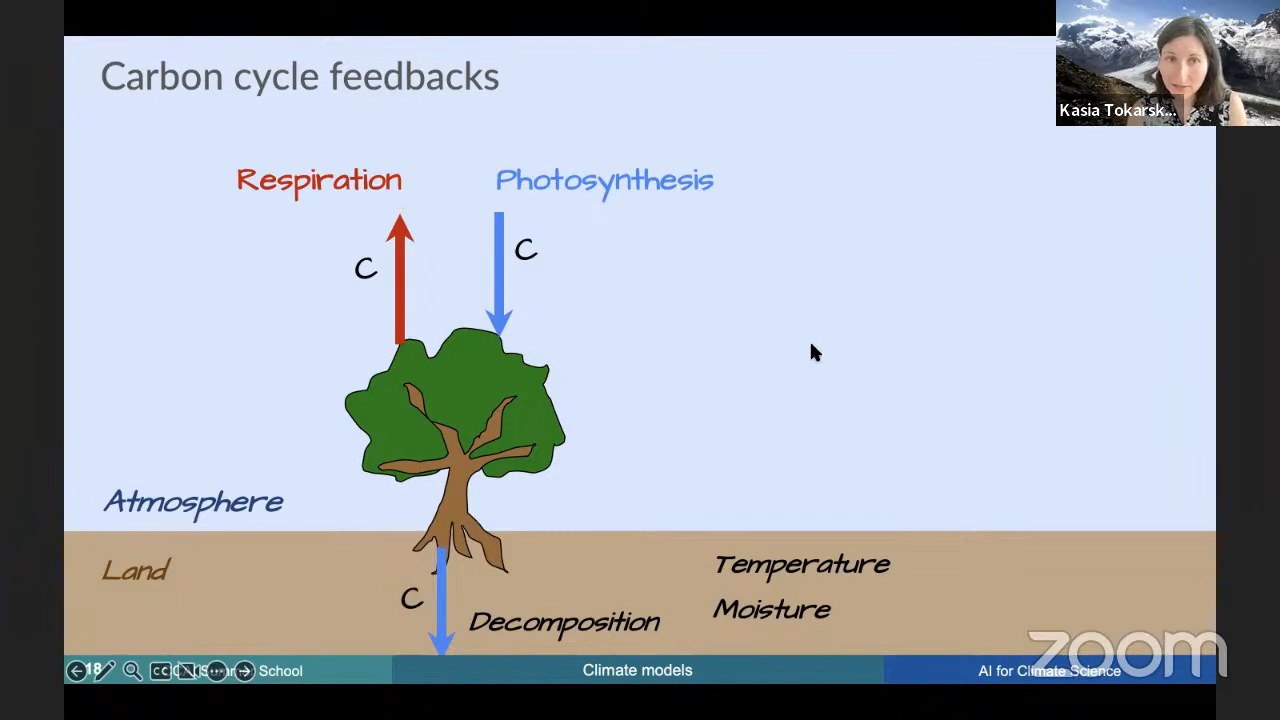 Carbon cycle feedbacks
Kasia Tokarsk...
Respiration
Photosynthesis
C
C
Atmosphere
Land
Temperature
Moisture
C
Decomposition
zoom
18
School
Climate models
AI for Climate Science